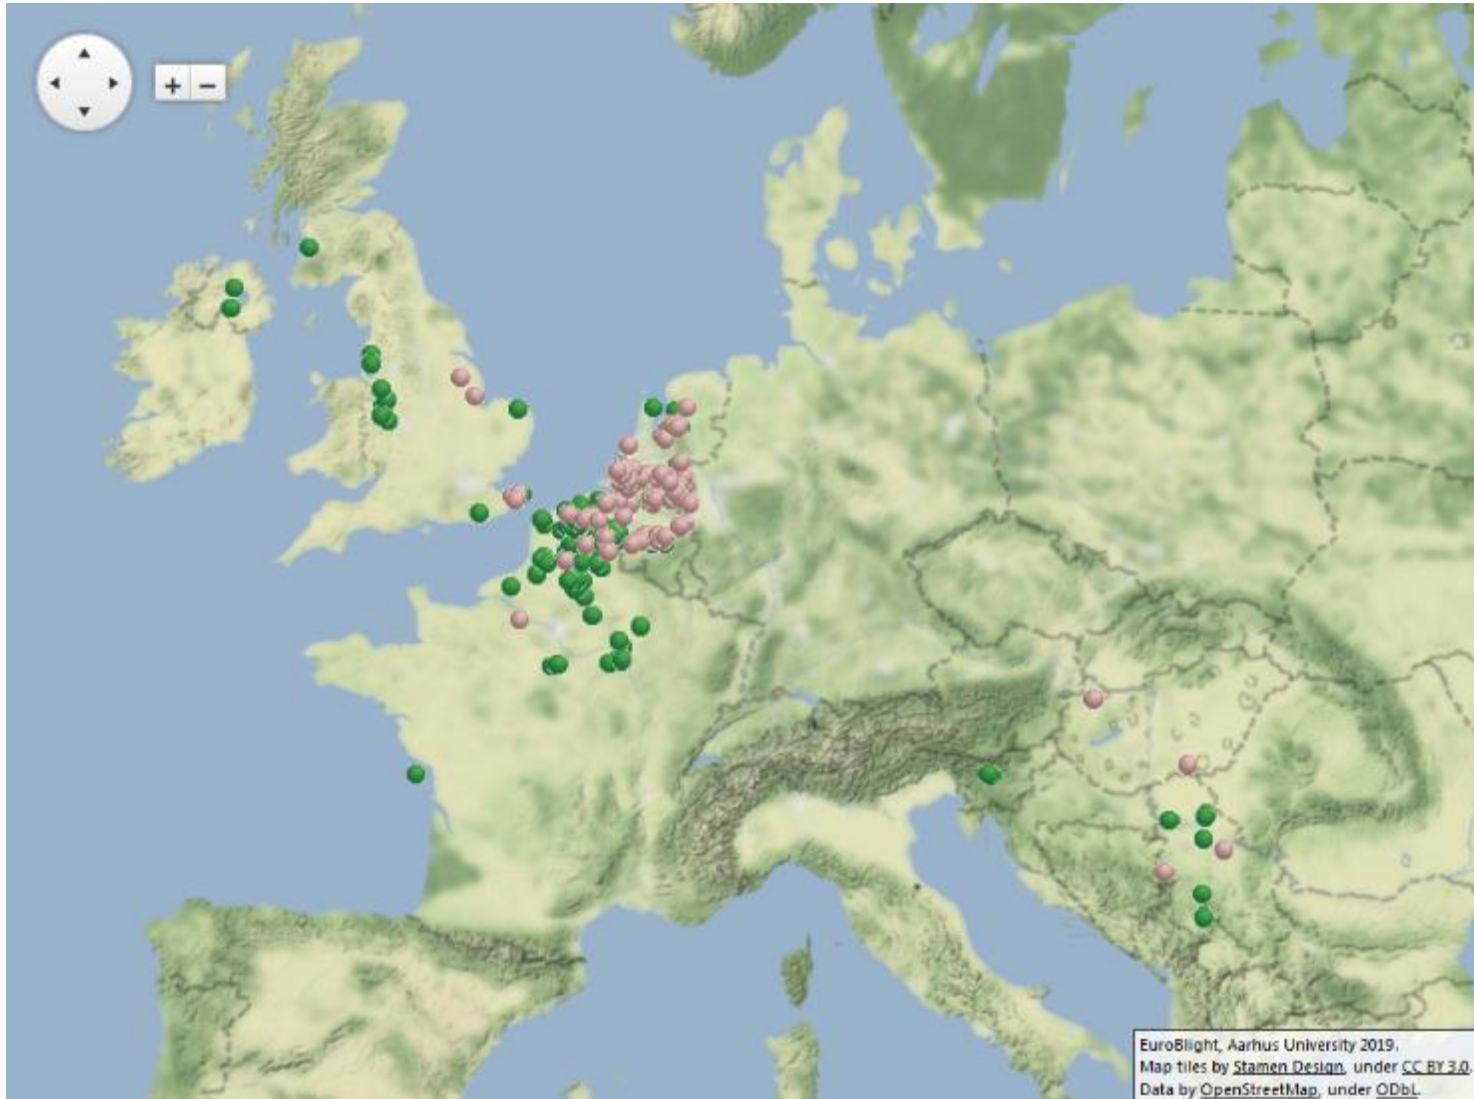 + −
EuroBlight, Aarhus University 2019.
Map tiles by Stamen Design, under CC BY 3.0.
Data by OpenStreetMap, under ODbL.